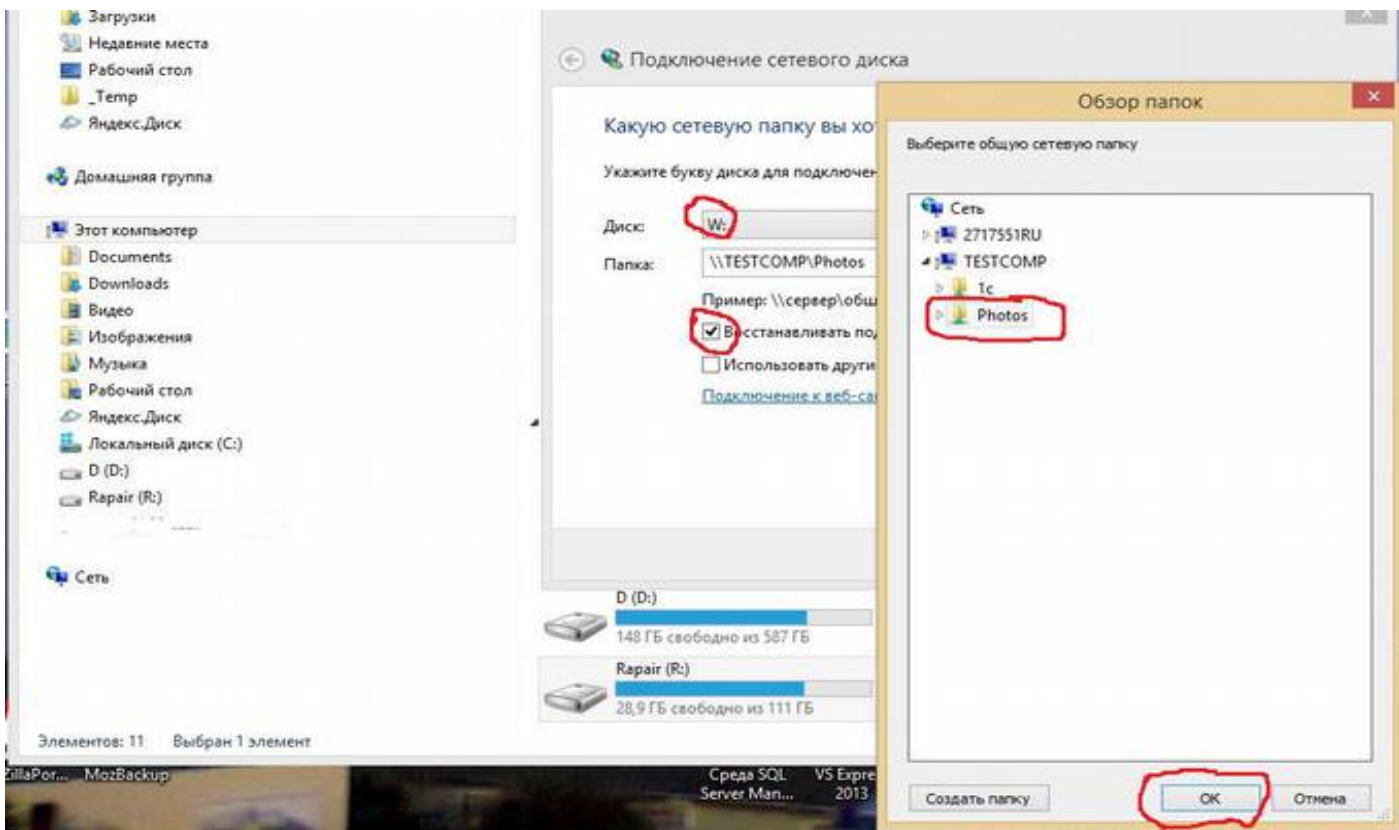 Загрузки
Недавние места
Рабочий стол
_Temp
Яндекс.Диск
Домашняя группа
Этот компьютер
Documents
Downloads
Видео
Изображения
Музыка
Рабочий стол
Яндекс.Диск
Локальный диск (C:)
D (D:)
Rapair (R:)
Сеть
Элементов: 11 Выбран 1 элемент
Подключение сетевого диска
Какую сетевую папку вы хо
Укажите букву диска для подключен
Диск: W:
Папка: \\TESTCOMP\Photos
Пример: \\сервер\общ
Восстанавливать по
Использовать други
Подключение к веб-са
D (D:)
148 ГБ свободно из 587 ГБ
Rapair (R:)
28,9 ГБ свободно из 111 ГБ
Обзор папок
Выберите общую сетевую папку
Сеть
2717551RU
TESTCOMP
1c
Photos
Создать папку OK Отмена
illaPor... MozBackup
Среда SQL VS Expre
Server Man... 2013